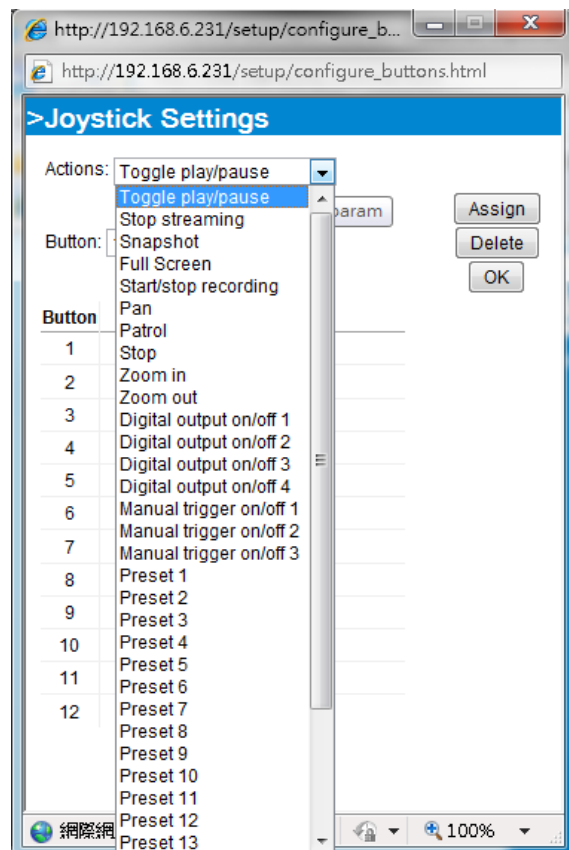 http://192.168.6.231/setup/configure_b...
http://192.168.6.231/setup/configure_buttons.html
>Joystick Settings
Actions: Toggle play/pause
Button:
Assign
Delete
OK
Button
1
2
3
4
5
6
7
8
9
10
11
12
Toggle play/pause
Stop streaming
Snapshot
Full Screen
Start/stop recording
Pan
Patrol
Stop
Zoom in
Zoom out
Digital output on/off 1
Digital output on/off 2
Digital output on/off 3
Digital output on/off 4
Manual trigger on/off 1
Manual trigger on/off 2
Manual trigger on/off 3
Preset 1
Preset 2
Preset 3
Preset 4
Preset 5
Preset 6
Preset 7
Preset 8
Preset 9
Preset 10
Preset 11
Preset 12
Preset 13
網際網
100%